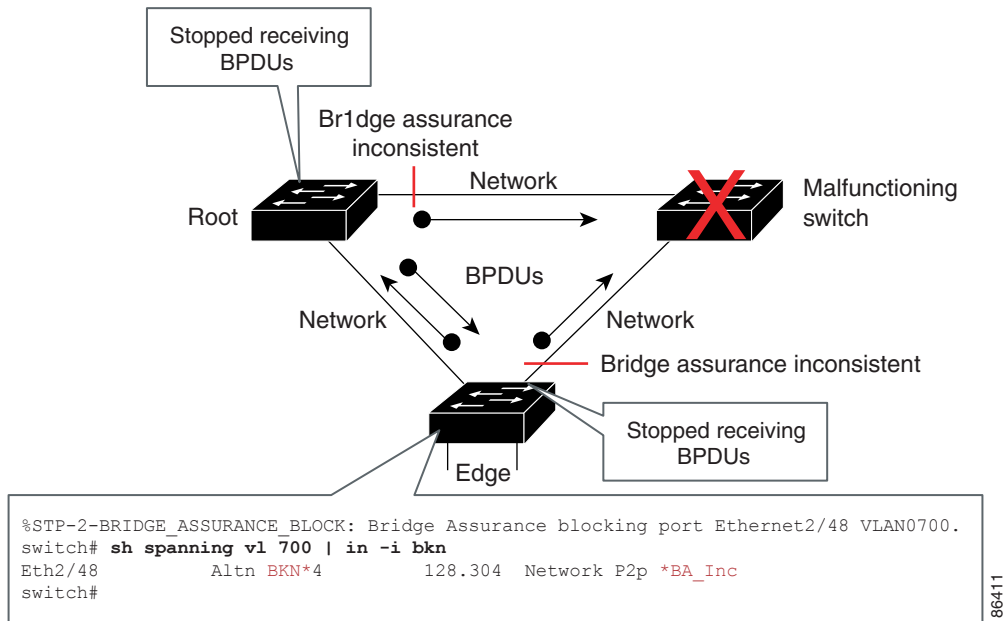 Stopped receiving
BPDUs
Br1dge assurance
inconsistent
Network
Root
Malfunctioning
switch
BPDUs
Network
Network
Bridge assurance inconsistent
Stopped receiving
BPDUs
Edge
%STP-2-BRIDGE_ASSURANCE_BLOCK: Bridge Assurance blocking port Ethernet2/48 VLAN0700.
switch# sh spanning vl 700 | in -i bkn
Eth2/48 Altn BKN*4 128.304 Network P2p *BA_Inc
switch#
86411